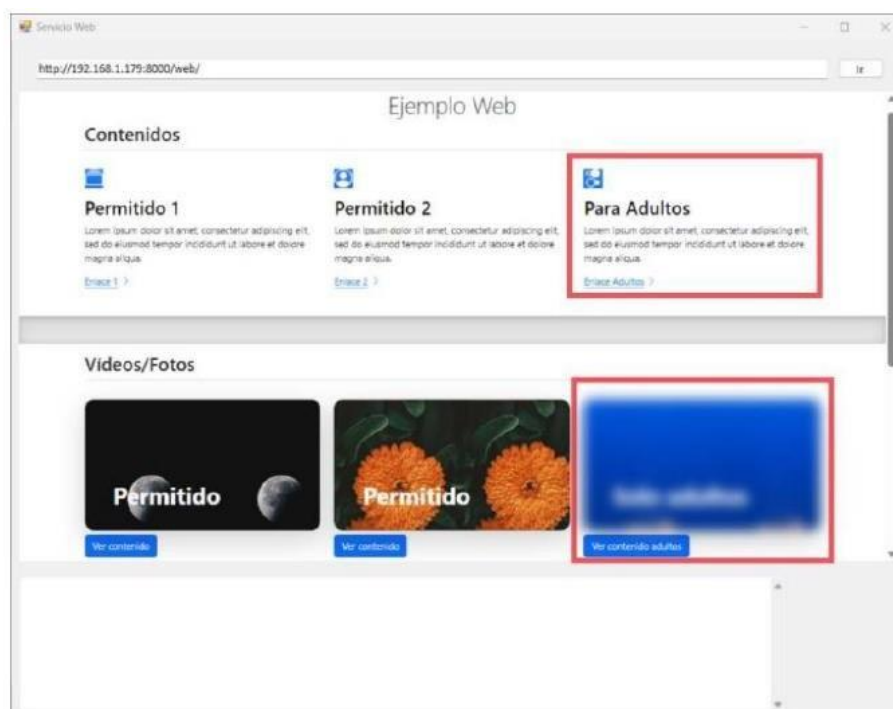 Servicio Web
http://192.168.1.179:8000/web/
Ir
Ejemplo Web
Contenidos
Permitido 1
Lorem ipsum dolor sit amet, consectetur adipiscing elit,
sed do eiusmod tempor incididunt ut labore et dolore
magna aliqua.
Enlace 1 >
Permitido 2
Lorem ipsum dolor sit amet, consectetur adipiscing elit,
sed do eiusmod tempor incididunt ut labore et dolore
magna aliqua.
Enlace 2 >
Para Adultos
Lorem ipsum dolor sit amet, consectetur adipiscing elit,
sed do eiusmod tempor incididunt ut labore et dolore
magna aliqua.
Enlace Adultos >
Vídeos/Fotos
Permitido
Permitido
Solo adultos
Ver contenido
Ver contenido
Ver contenido adultos